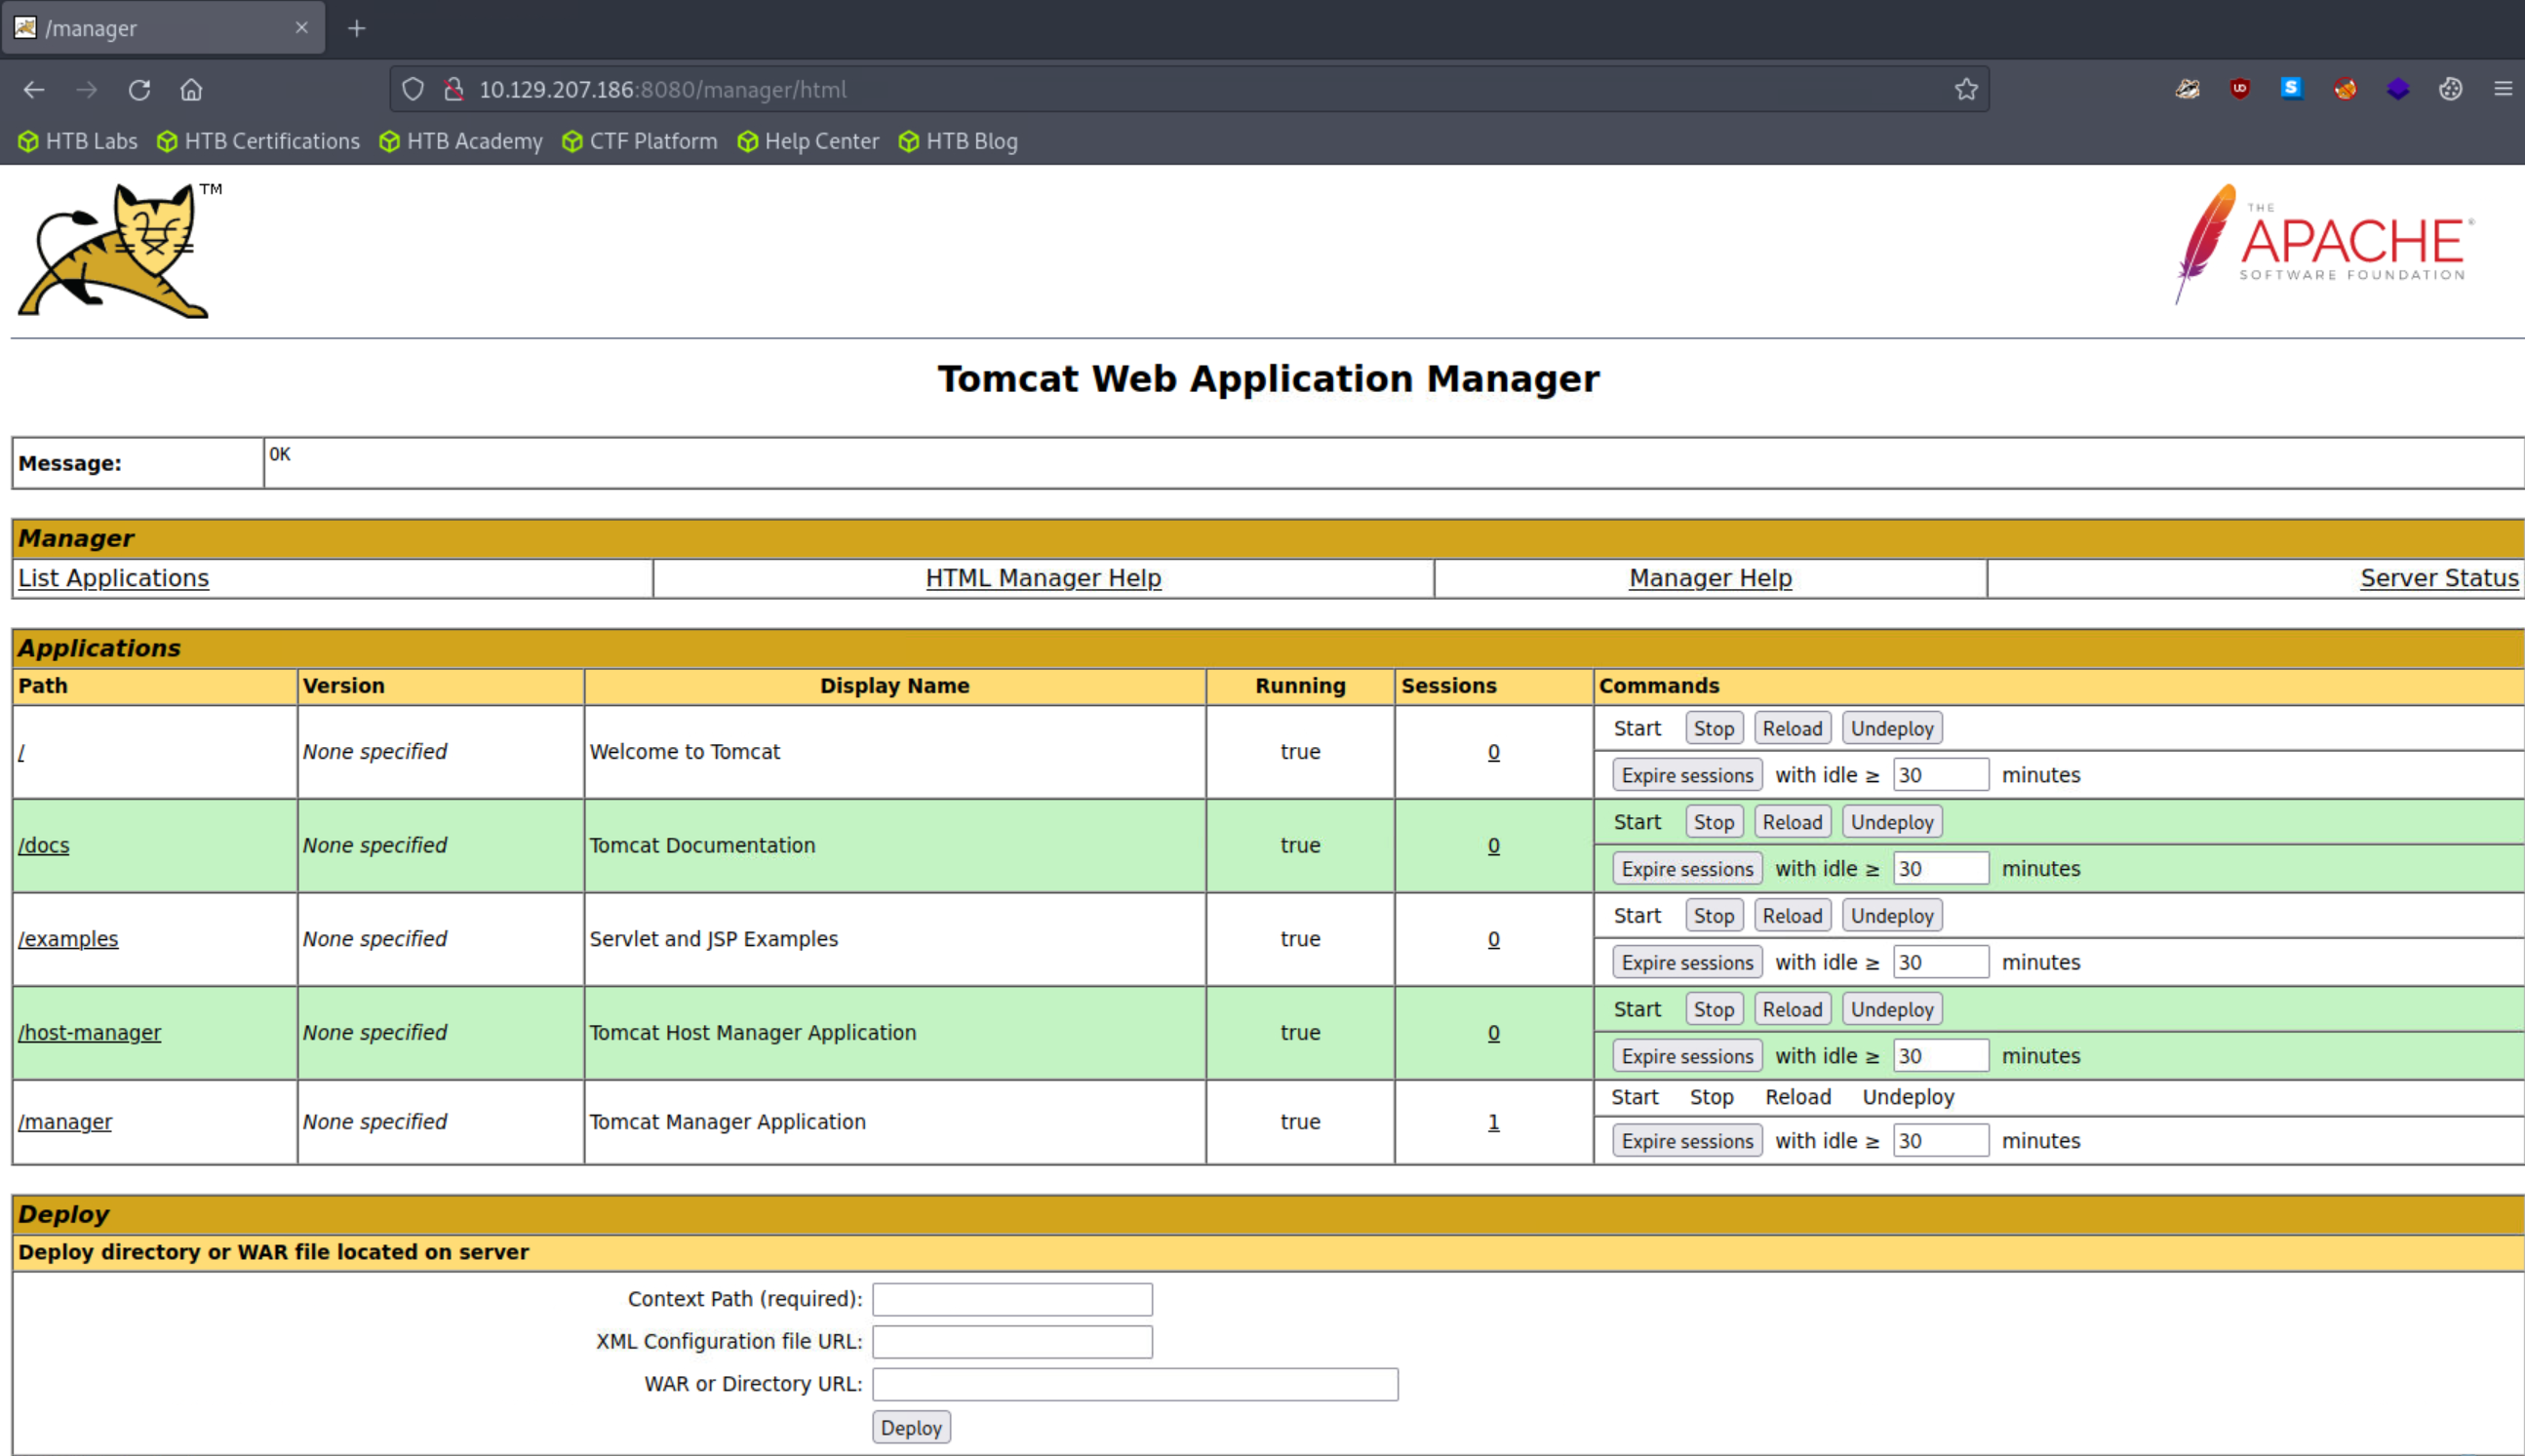 /manager
10.129.207.186:8080/manager/html
HTB Labs HTB Certifications HTB Academy CTF Platform Help Center HTB Blog
TM
THE
APACHE®
SOFTWARE FOUNDATION
Tomcat Web Application Manager
Message: OK
Manager
List Applications HTML Manager Help Manager Help Server Status
Applications
Path Version Display Name Running Sessions Commands
/ None specified Welcome to Tomcat true 0 Start Stop Reload Undeploy
Expire sessions with idle ≥ 30 minutes
/docs None specified Tomcat Documentation true 0 Start Stop Reload Undeploy
Expire sessions with idle ≥ 30 minutes
/examples None specified Servlet and JSP Examples true 0 Start Stop Reload Undeploy
Expire sessions with idle ≥ 30 minutes
/host-manager None specified Tomcat Host Manager Application true 0 Start Stop Reload Undeploy
Expire sessions with idle ≥ 30 minutes
/manager None specified Tomcat Manager Application true 1 Start Stop Reload Undeploy
Expire sessions with idle ≥ 30 minutes
Deploy
Deploy directory or WAR file located on server
Context Path (required):
XML Configuration file URL:
WAR or Directory URL:
Deploy